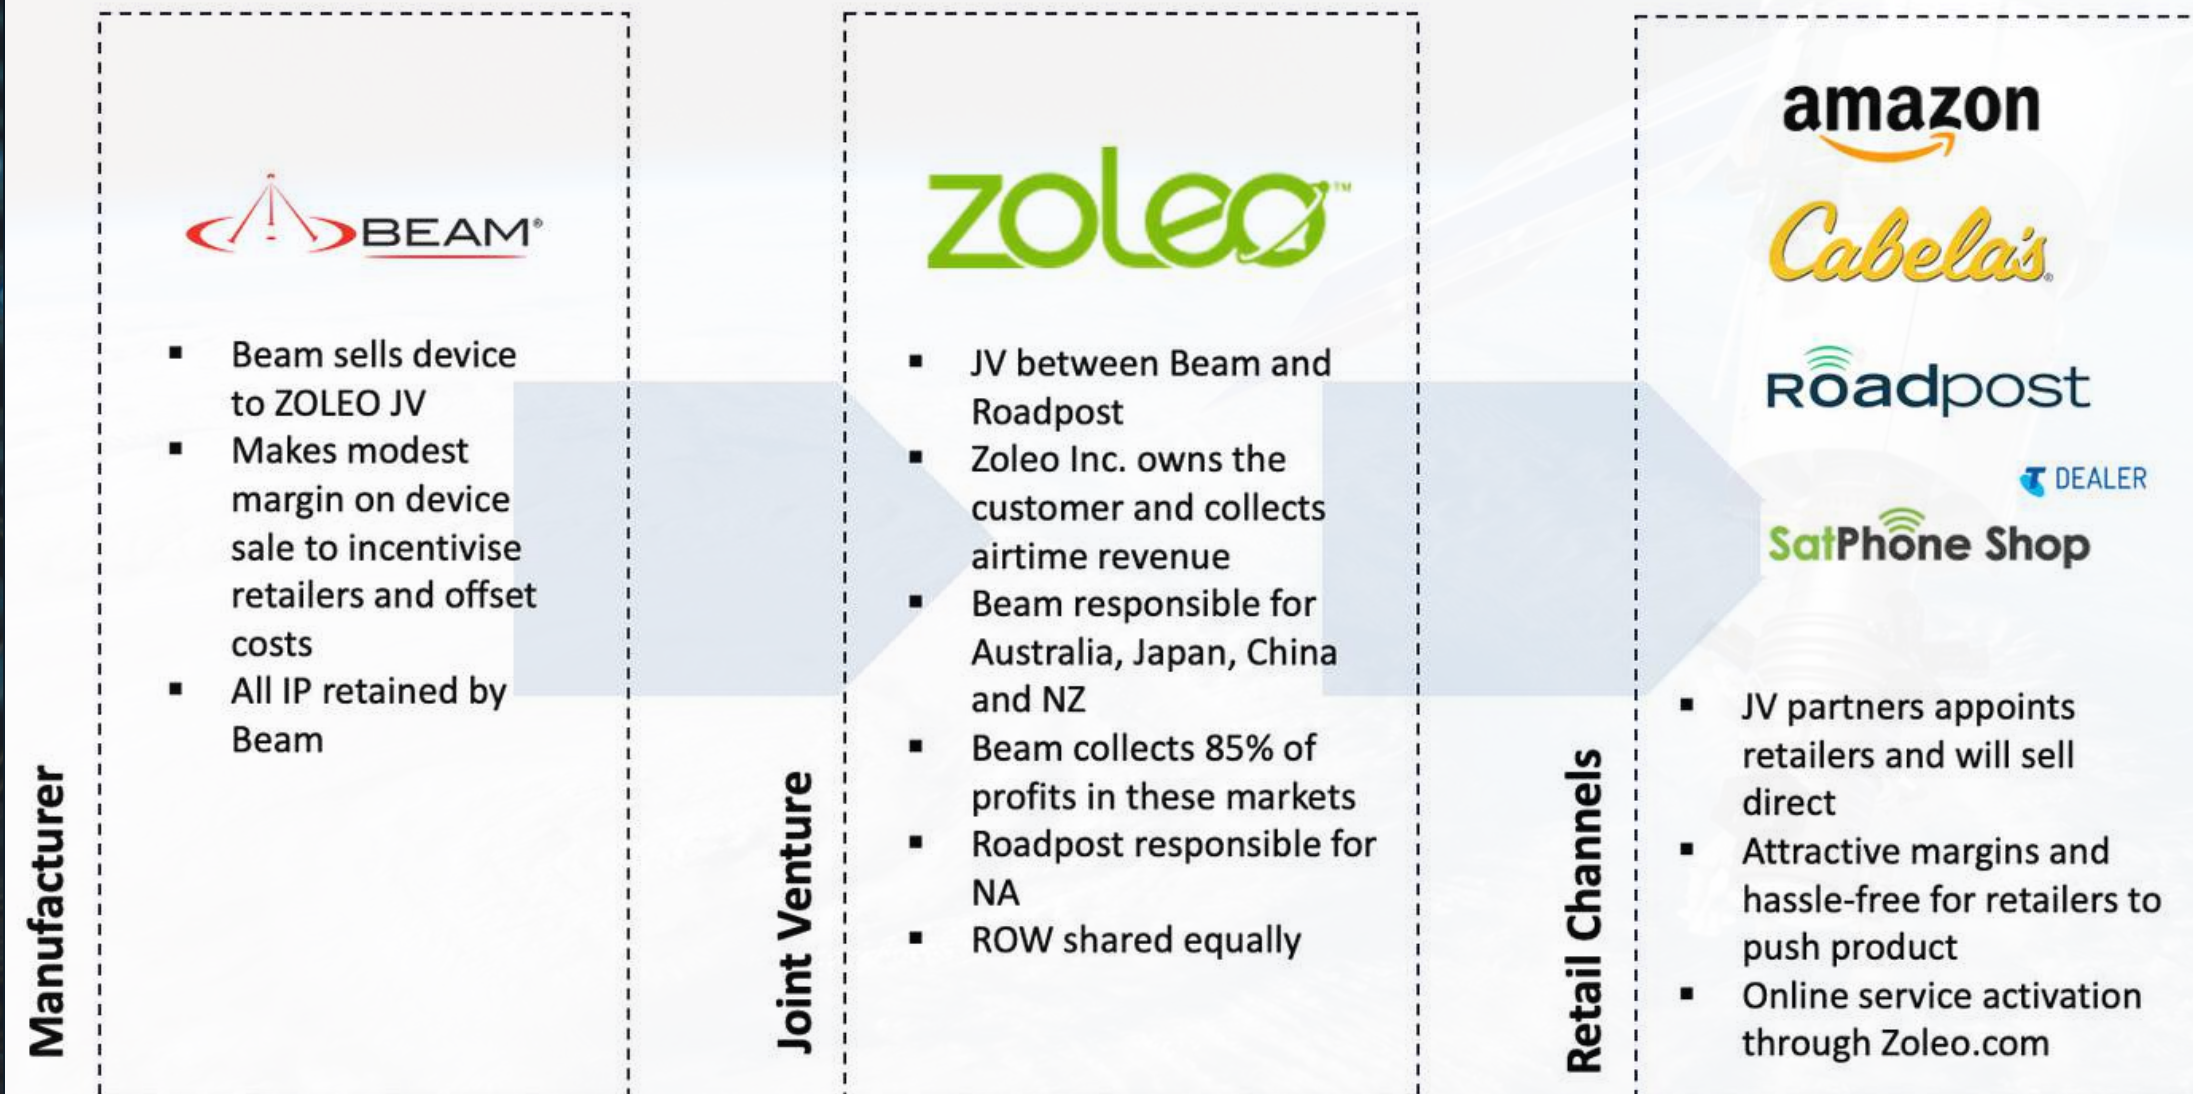 Manufacturer
BEAM®
▪ Beam sells device
to ZOLEO JV
▪ Makes modest
margin on device
sale to incentivise
retailers and offset
costs
▪ All IP retained by
Beam
Joint Venture
zoleo™
▪ JV between Beam and
Roadpost
▪ Zoleo Inc. owns the
customer and collects
airtime revenue
▪ Beam responsible for
Australia, Japan, China
and NZ
▪ Beam collects 85% of
profits in these markets
▪ Roadpost responsible for
NA
▪ ROW shared equally
Retail Channels
amazon
Cabela's®
Roadpost
T DEALER
SatPhone Shop
▪ JV partners appoints
retailers and will sell
direct
▪ Attractive margins and
hassle-free for retailers to
push product
▪ Online service activation
through Zoleo.com